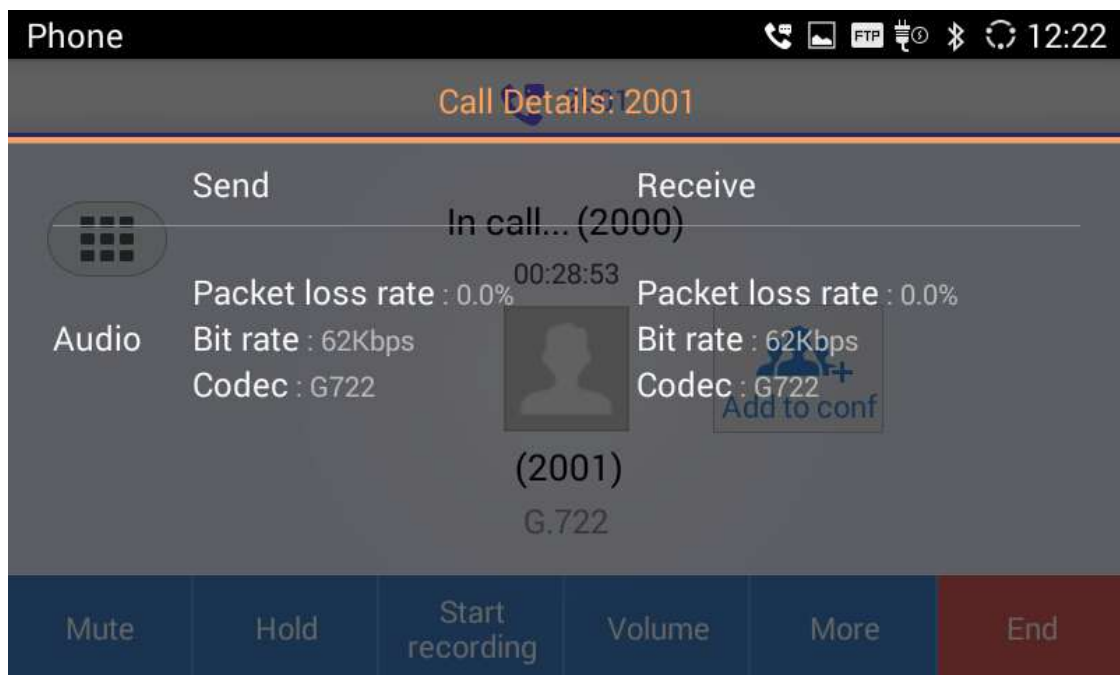 Phone
FTP
12:22
Call Details: 2001
2001
Send
Receive
In call... (2000)
00:28:53
Audio
Packet loss rate : 0.0%
Bit rate : 62Kbps
Codec : G722
Packet loss rate : 0.0%
Bit rate : 62Kbps
Codec : G722
Add to conf
(2001)
G.722
Mute
Hold
Start
recording
Volume
More
End